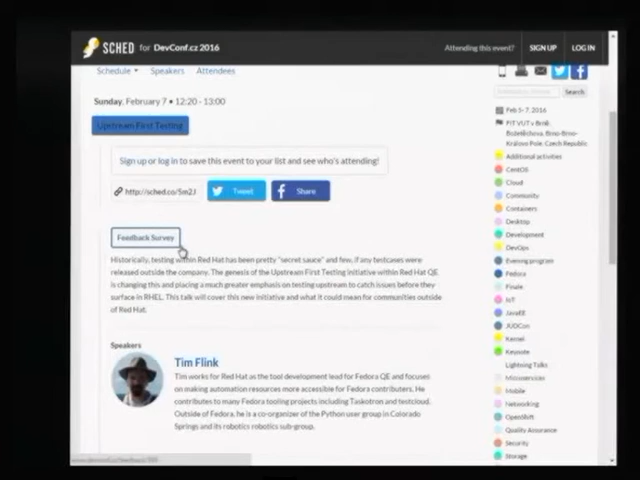 SCHED for DevConf.cz 2016
Attending this event? SIGN UP LOG IN
Schedule Speakers Attendees
Search
Sunday, February 7 • 12:20 - 13:00
Upstream First Testing
Sign up or log in to save this event to your list and see who's attending!
http://sched.co/5m2J Tweet Share
Feedback Survey
Historically, testing within Red Hat has been pretty "secret sauce" and few, if any testcases were
released outside the company. The genesis of the Upstream First Testing initiative within Red Hat QE
is changing this and placing a much greater emphasis on testing upstream to catch issues before they
surface in RHEL. This talk will cover this new initiative and what it could mean for communities outside
of Red Hat.
Speakers
Tim Flink
Tim works for Red Hat as the tool development lead for Fedora QE and focuses
on making automation resources more accessible for Fedora contributors. He
contributes to many Fedora tooling projects including Taskotron and testcloud.
Outside of Fedora, he is a co-organizer of the Python user group in Colorado
Springs and its robotics robotics sub-group.
Feb 5-7, 2016
FIT VUT v Brně,
Božetěchova, Brno-Brno-
Královo Pole, Czech Republic
Additional activities
CentOS
Cloud
Community
Containers
Desktop
Development
DevOps
Evening program
Fedora
Finale
IoT
JavaEE
JUDCon
Kernel
Keynote
Lightning Talks
Microservices
Mobile
Networking
OpenShift
Quality Assurance
Security
Storage